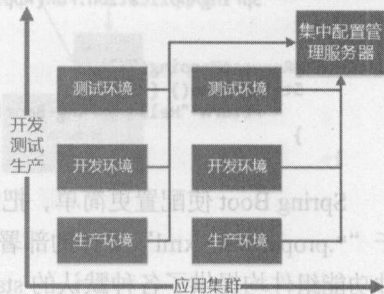 集中配置管
理服务器
测试环境
测试环境
开发
测试
生产
开发环境
开发环境
生产环境
生产环境
应用集群